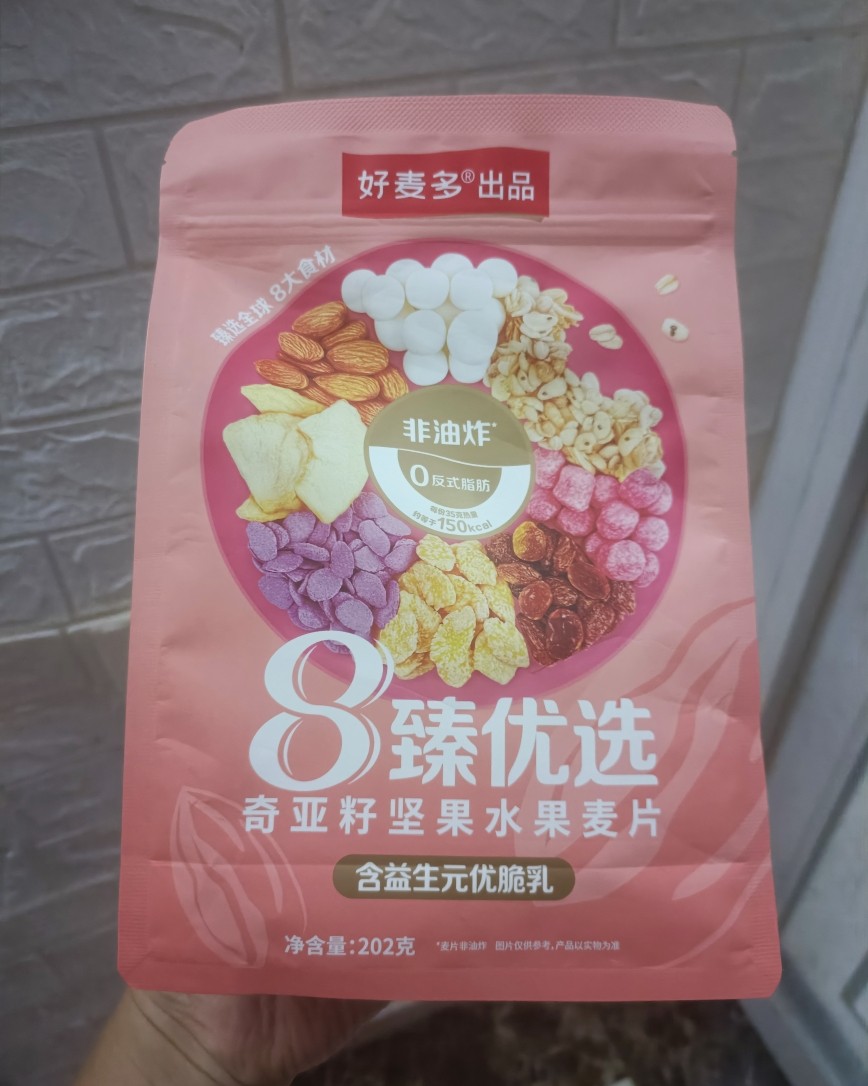 好麦多®出品
臻选全球 8大食材
非油炸*
0反式脂肪
每份35克热量
约等于150kcal
8臻优选
奇亚籽坚果水果麦片
含益生元优脆乳
净含量:202克 *麦片非油炸 图片仅供参考,产品以实物为准